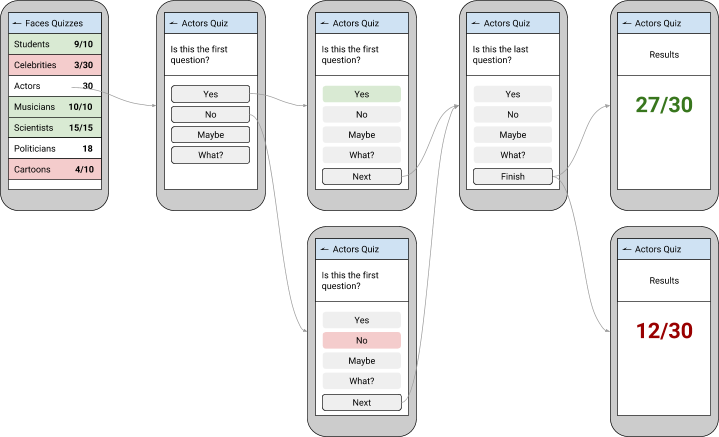 Faces Quizzes
Students 9/10
Celebrities 3/30
Actors 30
Musicians 10/10
Scientists 15/15
Politicians 18
Cartoons 4/10
Actors Quiz
Is this the first
question?
Yes
No
Maybe
What?
Actors Quiz
Is this the first
question?
Yes
No
Maybe
What?
Next
Actors Quiz
Is this the last
question?
Yes
No
Maybe
What?
Finish
Actors Quiz
Results
27/30
Actors Quiz
Is this the first
question?
Yes
No
Maybe
What?
Next
Actors Quiz
Results
12/30